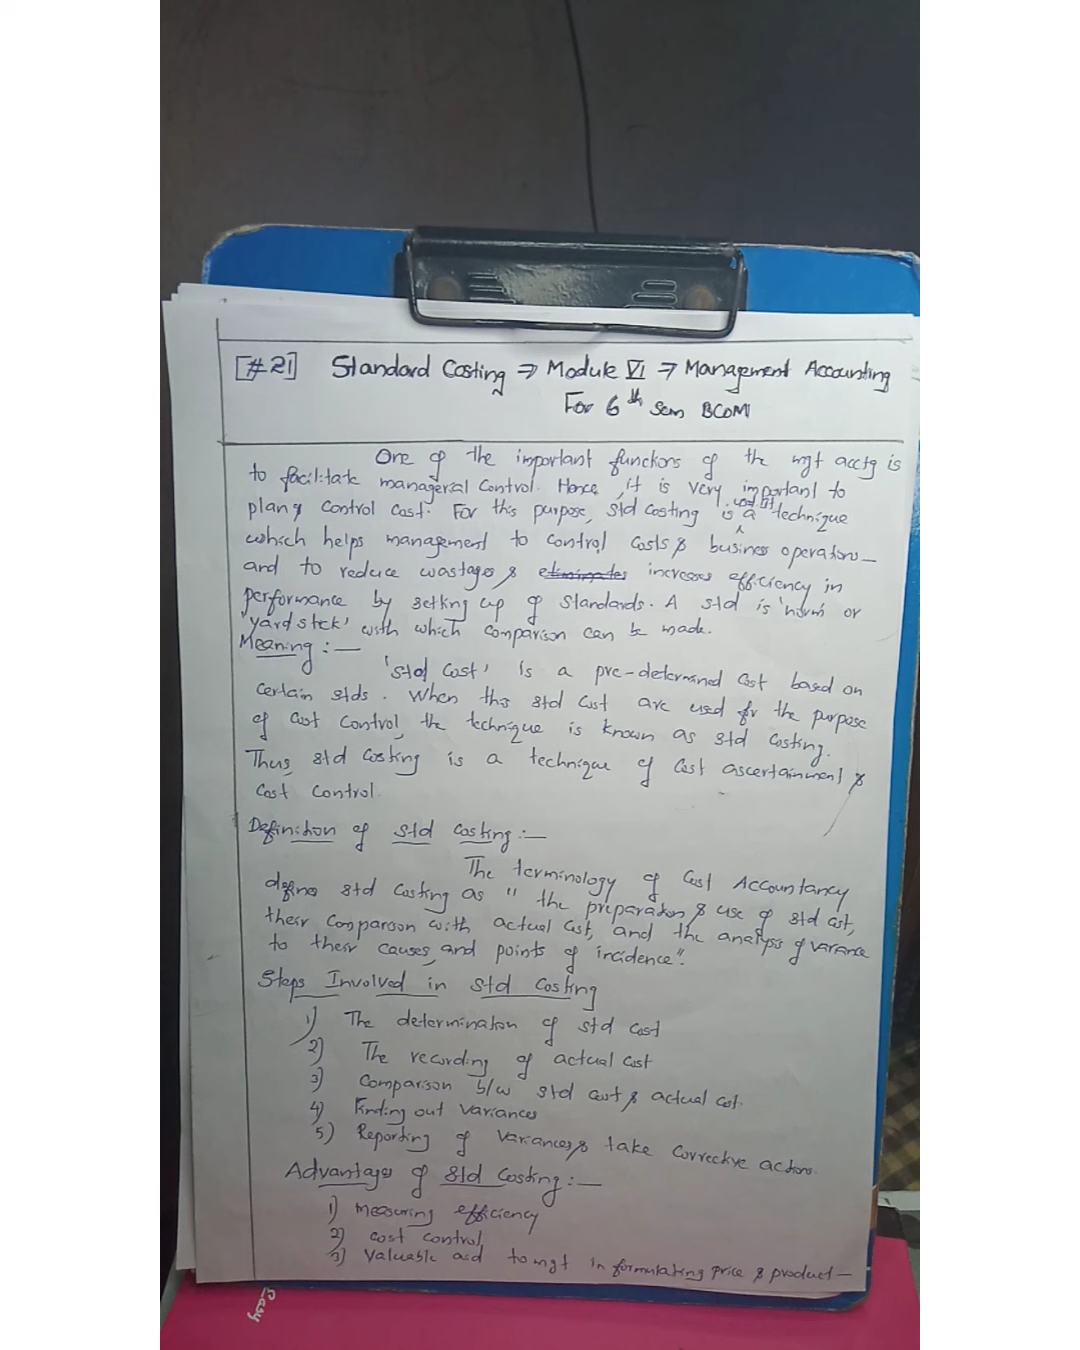 [#21] Standard Costing ⇒ Module VI ⇒ Management Accounting
For 6th Sem BCOM
One of the important functions of the mgt acctg is
to facilitate managerial control. Hence, it is very important to
plan & control cost. For this purpose, std costing is a used technique
which helps management to control costs & business operations
and to reduce wastages & eliminates increases efficiency in
performance by setting up of standards. A std is 'norm' or
'yard stick' with which comparison can be made.
Meaning :—
'std cost' is a pre-determined cost based on
certain stds. When this std cost are used for the purpose
of cost control, the technique is known as std costing.
Thus, std costing is a technique of cost ascertainment &
cost control.
Definition of std costing :—
The terminology of Cost Accountancy
defines std costing as " the preparation & use of std cost,
their comparison with actual cost, and the analysis of variance
to their causes, and points of incidence".
Steps Involved in std costing
1) The determination of std cost
2) The recording of actual cost
3) Comparison b/w std cost & actual cost.
4) Finding out variances
5) Reporting of variances & take corrective actions.
Advantages of std costing :—
1) measuring efficiency
2) cost control
3) Valuable aid to mgt in formulating price & product—
Easy